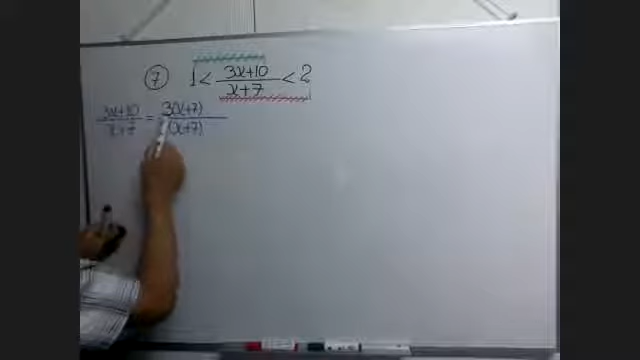 ⑦ 1 < (3x+10)/(x+7) < 2
(3x+10)/(x+7) = 3(x+7)/(x+7)